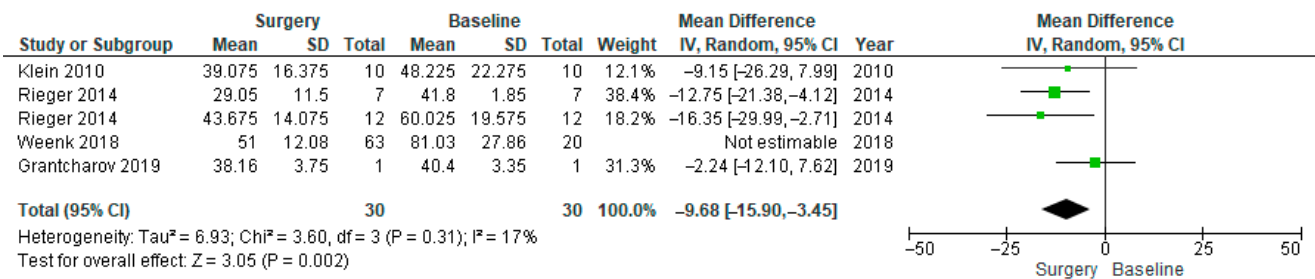 Surgery Baseline Mean Difference Mean Difference
Study or Subgroup Mean SD Total Mean SD Total Weight IV, Random, 95% CI Year IV, Random, 95% CI
Klein 2010 39.075 16.375 10 48.225 22.275 10 12.1% −9.15 [−26.29, 7.99] 2010
Rieger 2014 29.05 11.5 7 41.8 1.85 7 38.4% −12.75 [−21.38,−4.12] 2014
Rieger 2014 43.675 14.075 12 60.025 19.575 12 18.2% −16.35 [−29.99, −2.71] 2014
Weenk 2018 51 12.08 63 81.03 27.86 20 Not estimable 2018
Grantcharov 2019 38.16 3.75 1 40.4 3.35 1 31.3% −2.24 [−12.10, 7.62] 2019
Total (95% CI) 30 30 100.0% −9.68 [−15.90,−3.45]
Heterogeneity: Tau² = 6.93; Chi² = 3.60, df = 3 (P = 0.31); I² = 17%
Test for overall effect: Z = 3.05 (P = 0.002)
−50 −25 0 25 50
Surgery Baseline